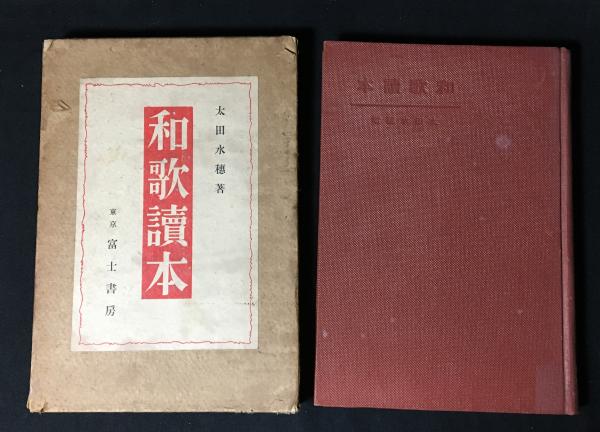 太田水穂著
和歌讀本
東京 富士書房
和歌讀本